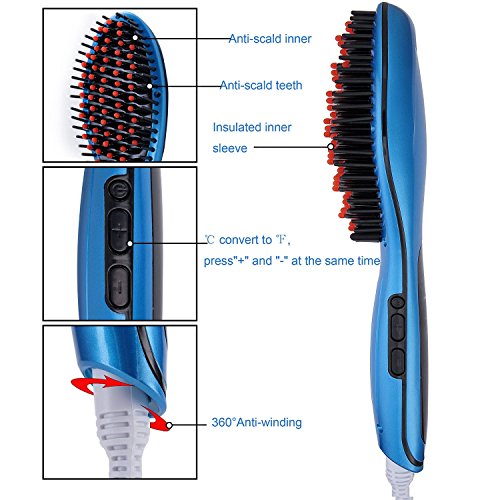 Anti-scald inner
Anti-scald teeth
Insulated inner
sleeve
℃ convert to ℉,
press"+" and "-" at the same time
360°Anti-winding